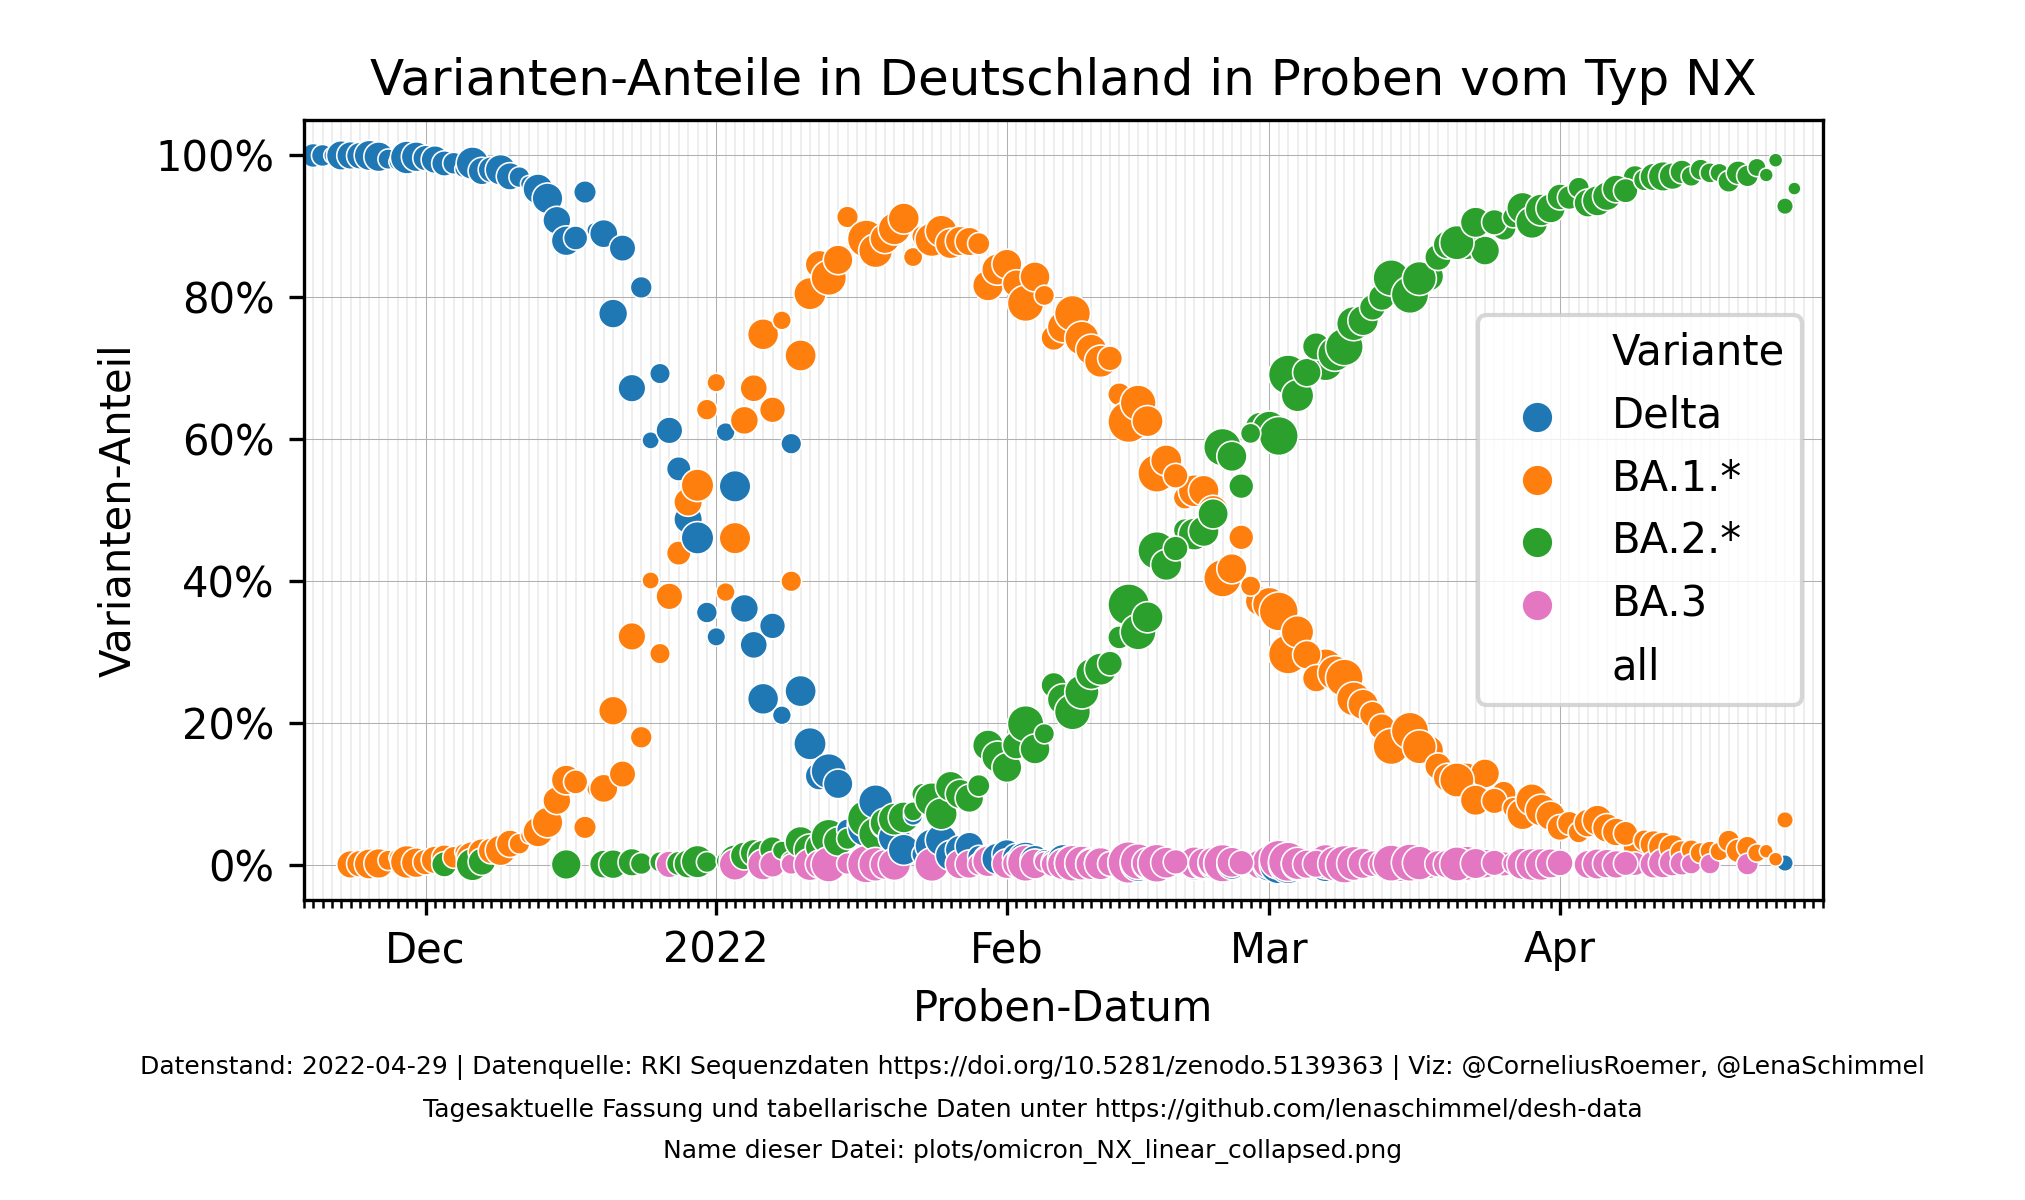 Varianten-Anteile in Deutschland in Proben vom Typ NX
Varianten-Anteil
100%
80%
60%
40%
20%
0%
Variante
Delta
BA.1.*
BA.2.*
BA.3
all
Dec 2022 Feb Mar Apr
Proben-Datum
Datenstand: 2022-04-29 | Datenquelle: RKI Sequenzdaten https://doi.org/10.5281/zenodo.5139363 | Viz: @CorneliusRoemer, @LenaSchimmel
Tagesaktuelle Fassung und tabellarische Daten unter https://github.com/lenaschimmel/desh-data
Name dieser Datei: plots/omicron_NX_linear_collapsed.png